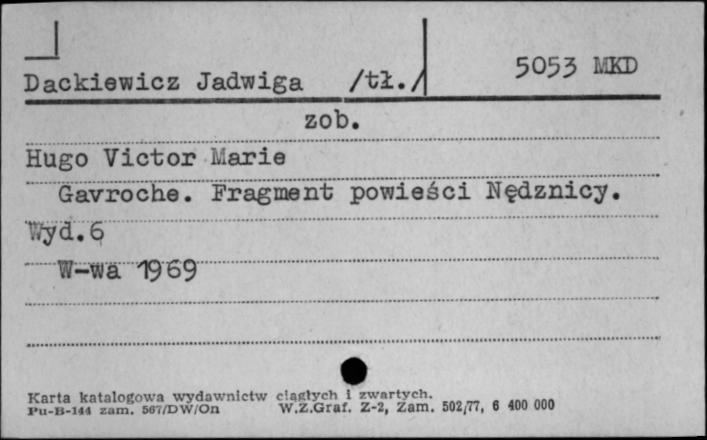 5053 MKD
Dackiewicz Jadwiga /tł./
zob.
Hugo Victor Marie
Gavroche. Fragment powieści Nędznicy.
Wyd.6
W-wa 1969
Karta katalogowa wydawnictw ciągłych i zwartych.
Pu-B-144 zam. 567/DW/On W.Z.Graf. Z-2, Zam. 502/77, 6 400 000